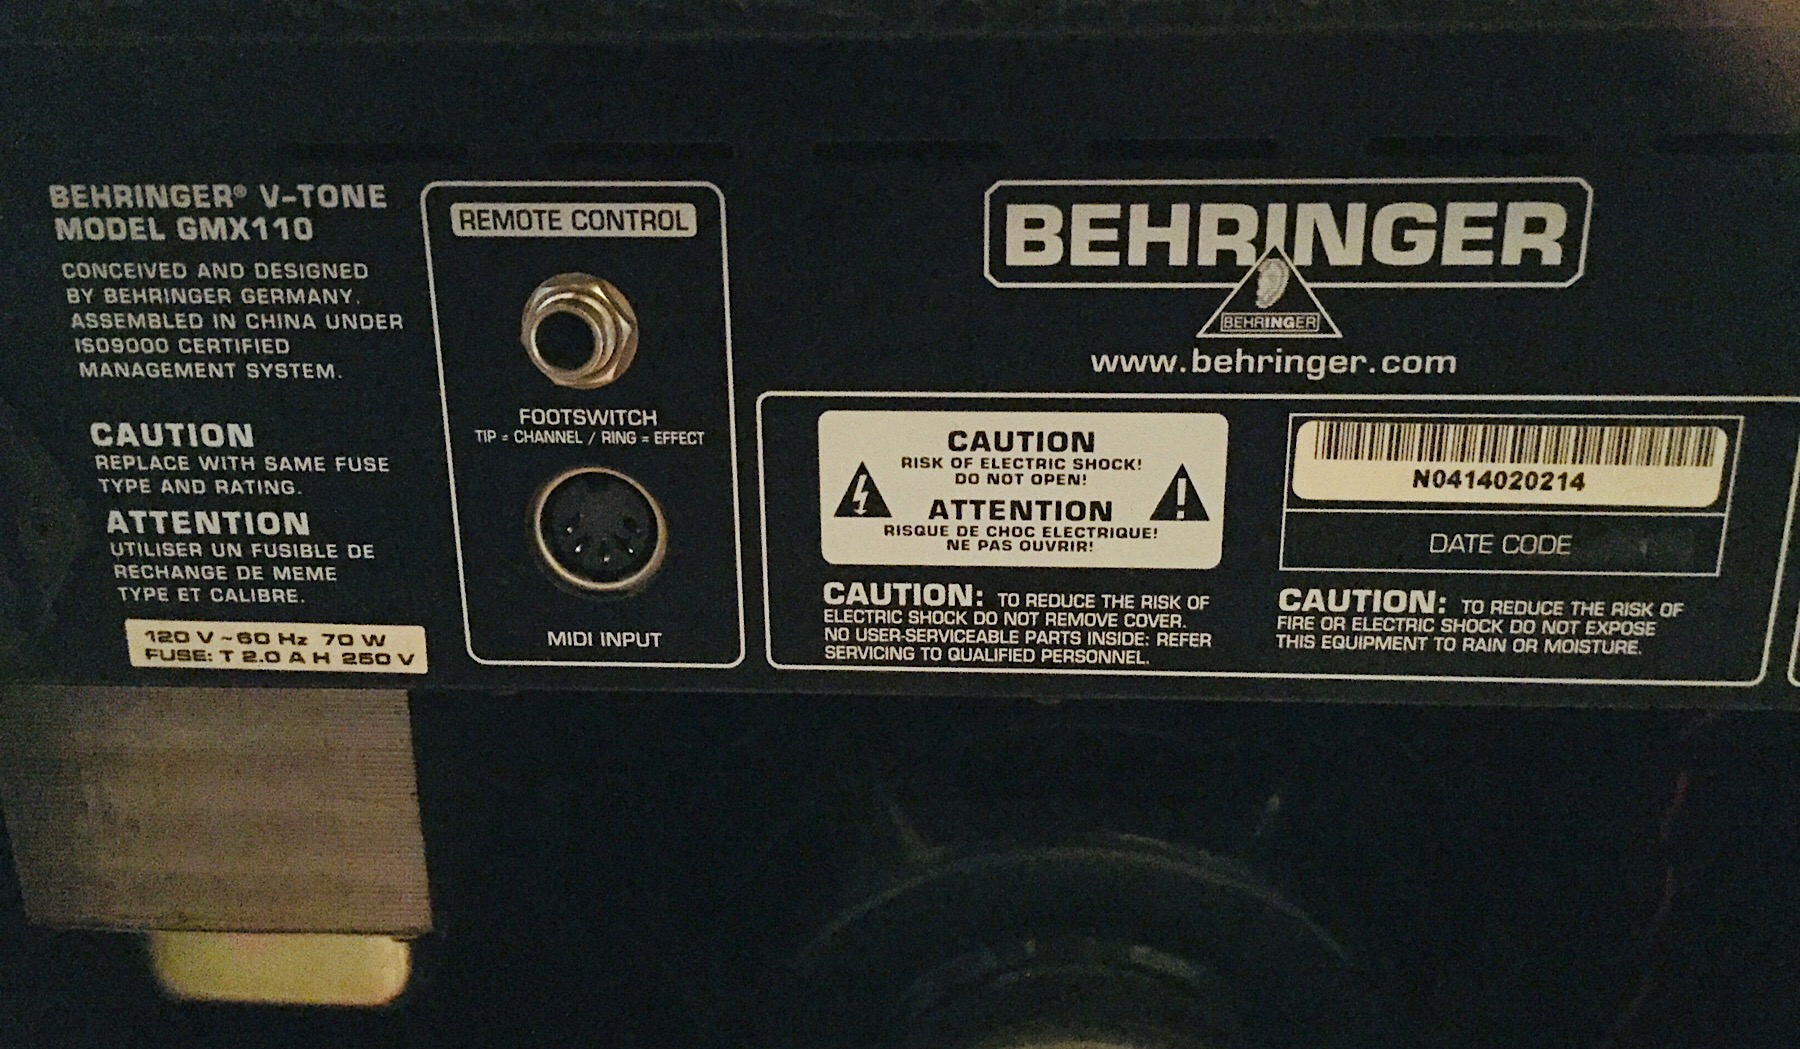 BEHRINGER® V-TONE
MODEL GMX110
CONCEIVED AND DESIGNED
BY BEHRINGER GERMANY.
ASSEMBLED IN CHINA UNDER
ISO9000 CERTIFIED
MANAGEMENT SYSTEM.
CAUTION
REPLACE WITH SAME FUSE
TYPE AND RATING.
ATTENTION
UTILISER UN FUSIBLE DE
RECHANGE DE MEME
TYPE ET CALIBRE.
120 V ~60 Hz 70 W
FUSE: T 2.0 A H 250 V
REMOTE CONTROL
FOOTSWITCH
TIP = CHANNEL / RING = EFFECT
MIDI INPUT
BEHRINGER
BEHRINGER
www.behringer.com
CAUTION
RISK OF ELECTRIC SHOCK!
DO NOT OPEN!
ATTENTION
RISQUE DE CHOC ELECTRIQUE!
NE PAS OUVRIR!
CAUTION: TO REDUCE THE RISK OF
ELECTRIC SHOCK DO NOT REMOVE COVER.
NO USER-SERVICEABLE PARTS INSIDE: REFER
SERVICING TO QUALIFIED PERSONNEL.
N0414020214
DATE CODE
CAUTION: TO REDUCE THE RISK OF
FIRE OR ELECTRIC SHOCK DO NOT EXPOSE
THIS EQUIPMENT TO RAIN OR MOISTURE.